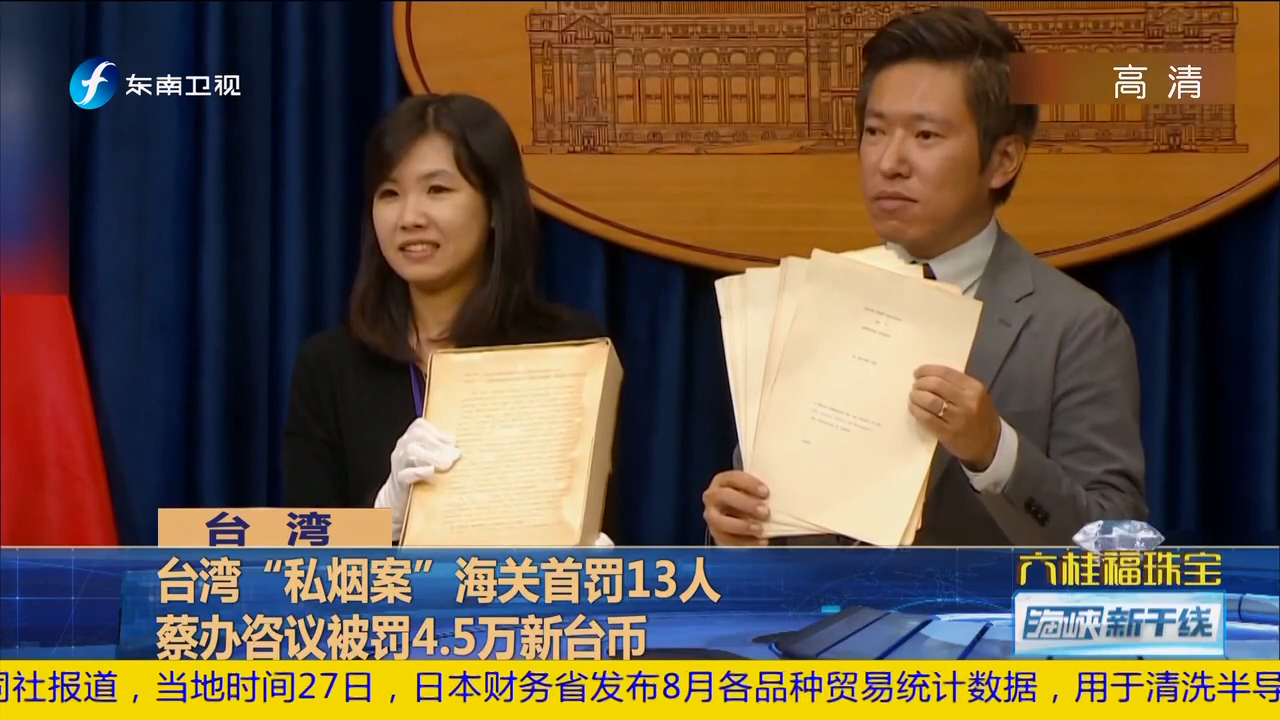 东南卫视
高清
台湾
台湾“私烟案”海关首罚13人
蔡办咨议被罚4.5万新台币
六桂福珠宝
海峡新干线
同社报道，当地时间27日，日本财务省发布8月各品种贸易统计数据，用于清洗半导